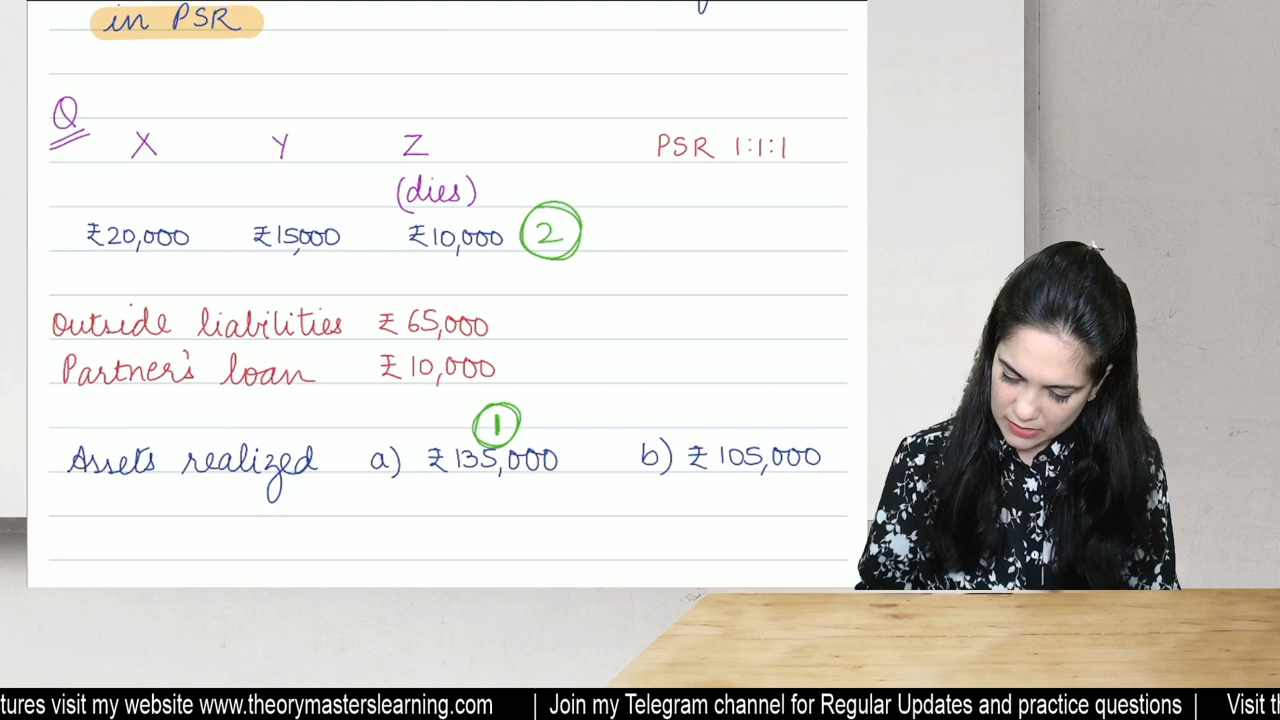 in PSR
Q
X Y Z PSR 1:1:1
(dies)
₹20,000 ₹15,000 ₹10,000 2
Outside liabilities ₹65,000
Partner's loan ₹10,000
1
Assets realized a) ₹135,000 b) ₹105,000
tures visit my website www.theorymasterslearning.com | Join my Telegram channel for Regular Updates and practice questions | Visit t